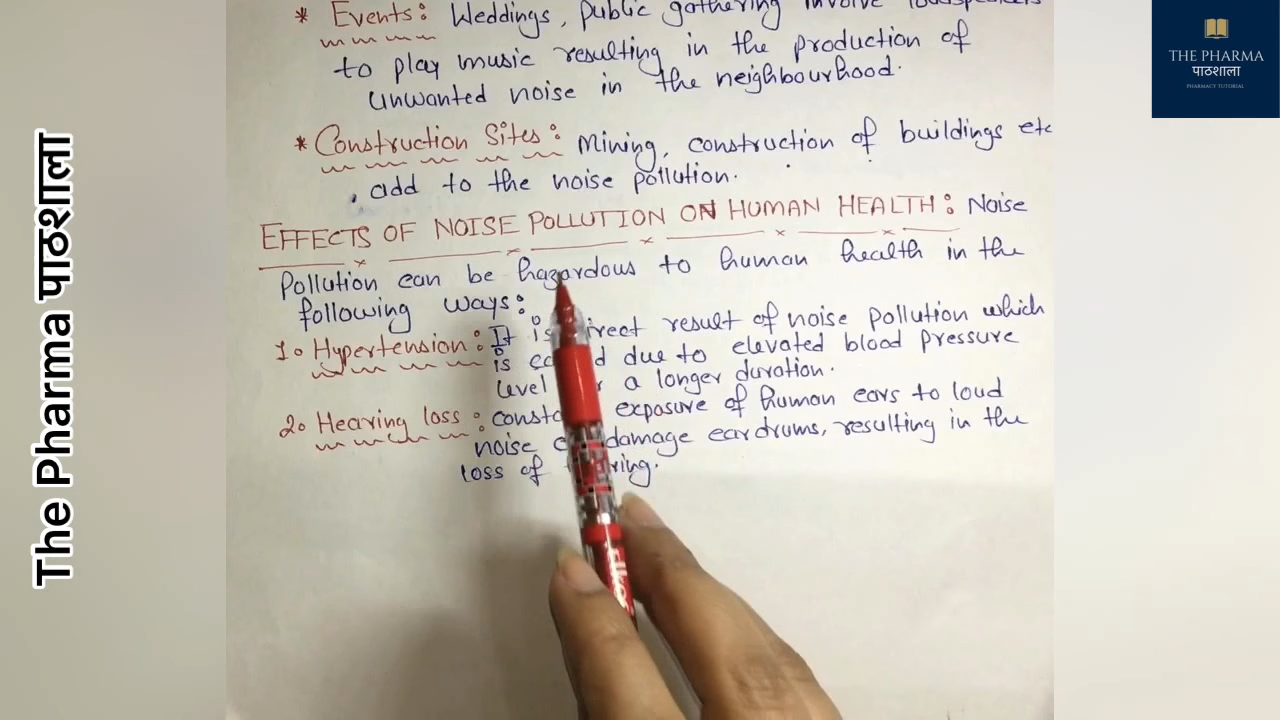 * Events: Weddings, public gathering involve loudspeakers
to play music resulting in the production of
unwanted noise in the neighbourhood.
* Construction Sites: Mining, construction of buildings etc
add to the noise pollution.
EFFECTS OF NOISE POLLUTION ON HUMAN HEALTH: Noise
Pollution can be hazardous to human health in the
following ways:
1. Hypertension: It is direct result of noise pollution which
is due to elevated blood pressure
level a longer duration.
2. Hearing loss: exposure of human ears to loud
noise damage eardrums, resulting in the
loss of
The Pharma पाठशाला
THE PHARMA
पाठशाला
PHARMACY TUTORIAL